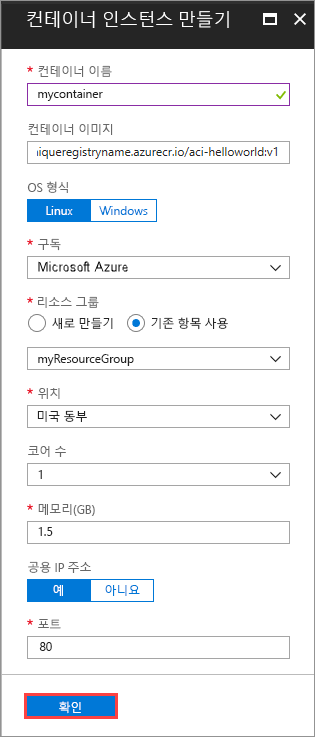 컨테이너 인스턴스 만들기
* 컨테이너 이름
mycontainer
컨테이너 이미지
iqueregistryname.azurecr.io/aci-helloworld:v1
OS 형식
Linux Windows
* 구독
Microsoft Azure
* 리소스 그룹
새로 만들기 기존 항목 사용
myResourceGroup
* 위치
미국 동부
코어 수
1
* 메모리(GB)
1.5
공용 IP 주소
예 아니요
* 포트
80
확인